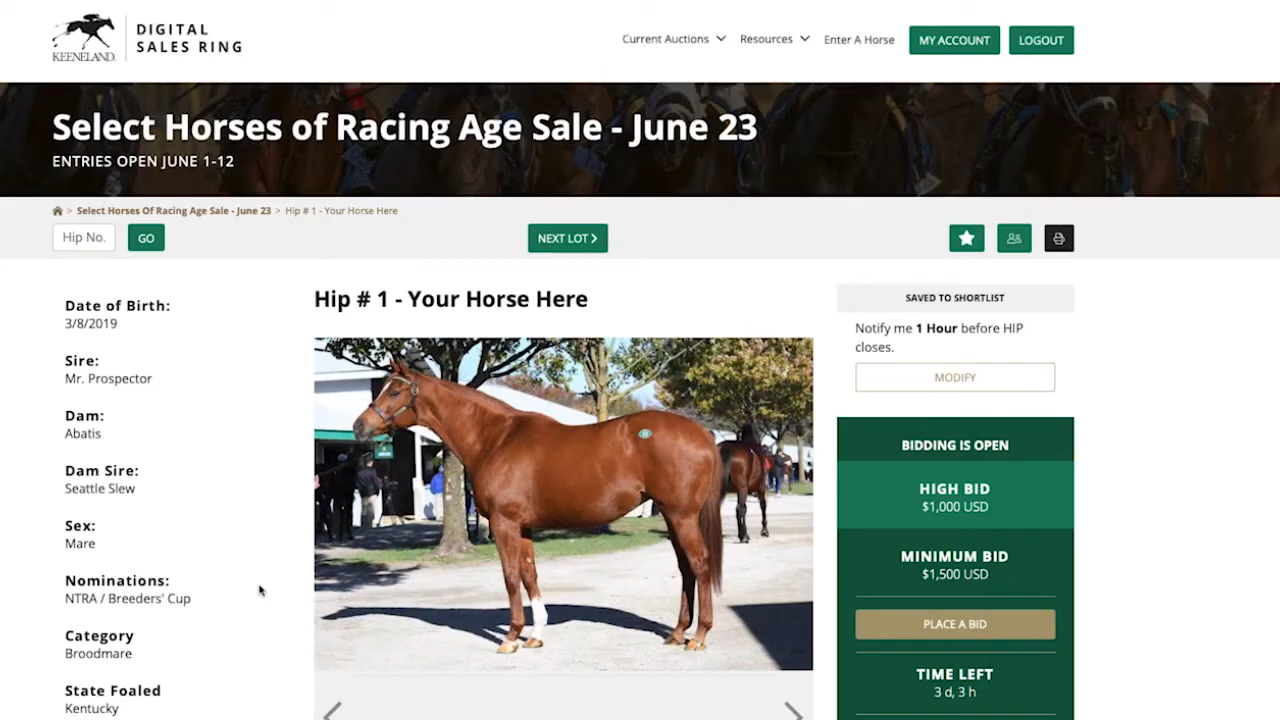 KEENELAND
DIGITAL
SALES RING
Current Auctions
Resources
Enter A Horse
MY ACCOUNT
LOGOUT
Select Horses of Racing Age Sale - June 23
ENTRIES OPEN JUNE 1-12
> Select Horses Of Racing Age Sale - June 23 > Hip # 1 - Your Horse Here
Hip No.
GO
NEXT LOT
Date of Birth:
3/8/2019
Sire:
Mr. Prospector
Dam:
Abatis
Dam Sire:
Seattle Slew
Sex:
Mare
Nominations:
NTRA / Breeders' Cup
Category
Broodmare
State Foaled
Kentucky
Hip # 1 - Your Horse Here
SAVED TO SHORTLIST
Notify me 1 Hour before HIP
closes.
MODIFY
BIDDING IS OPEN
HIGH BID
$1,000 USD
MINIMUM BID
$1,500 USD
PLACE A BID
TIME LEFT
3 d, 3 h